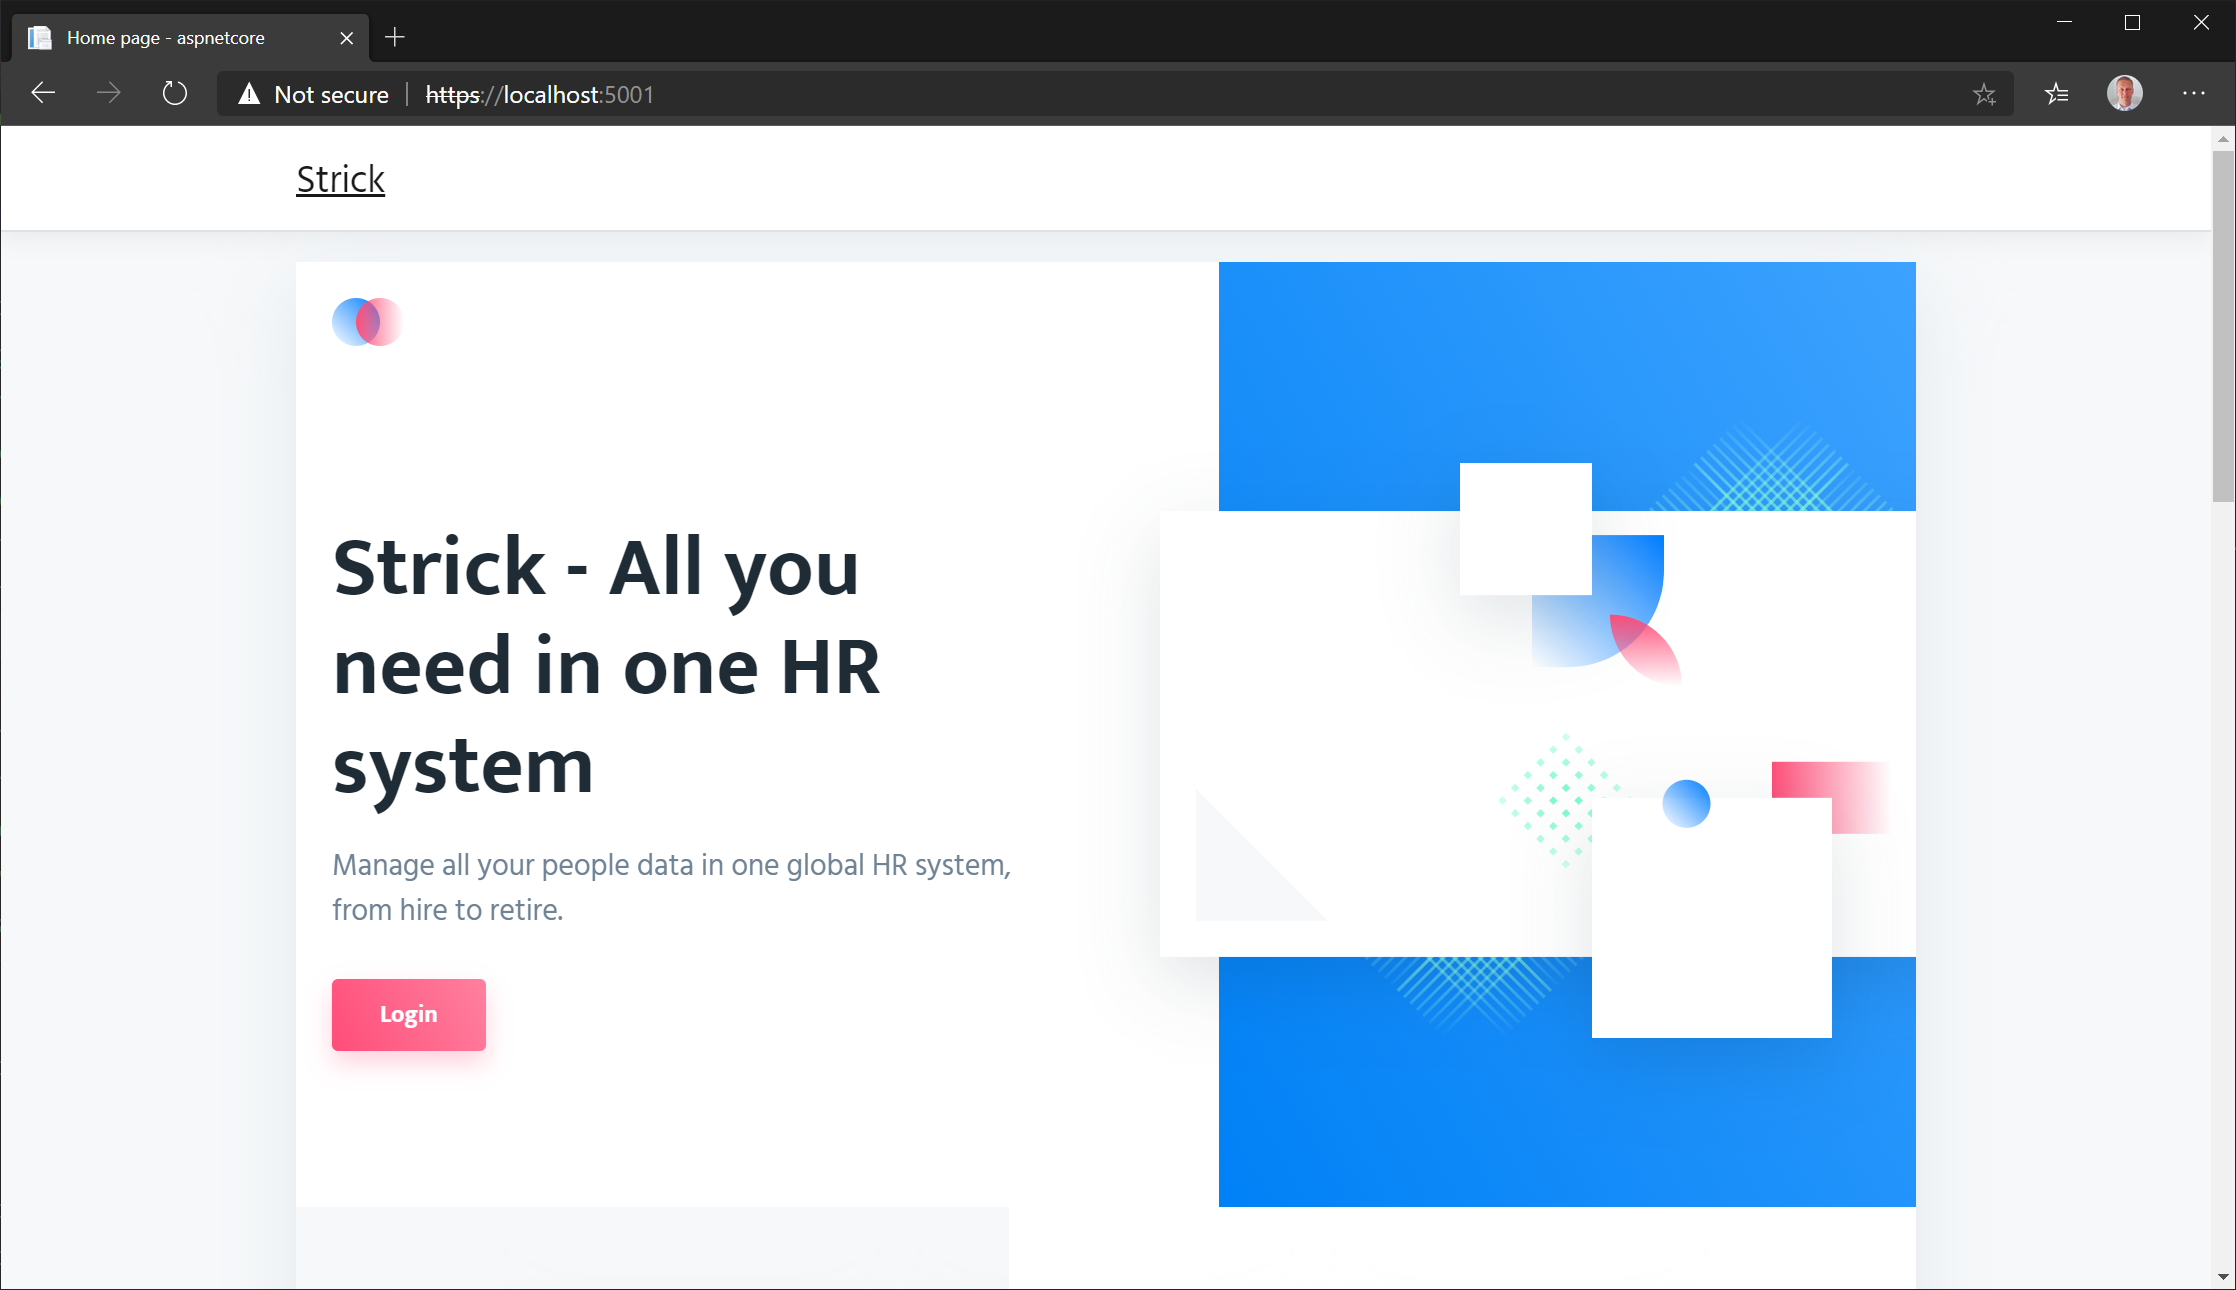 Home page - aspnetcore
Not secure
https://localhost:5001
Strick
Strick - All you
need in one HR
system
Manage all your people data in one global HR system,
from hire to retire.
Login